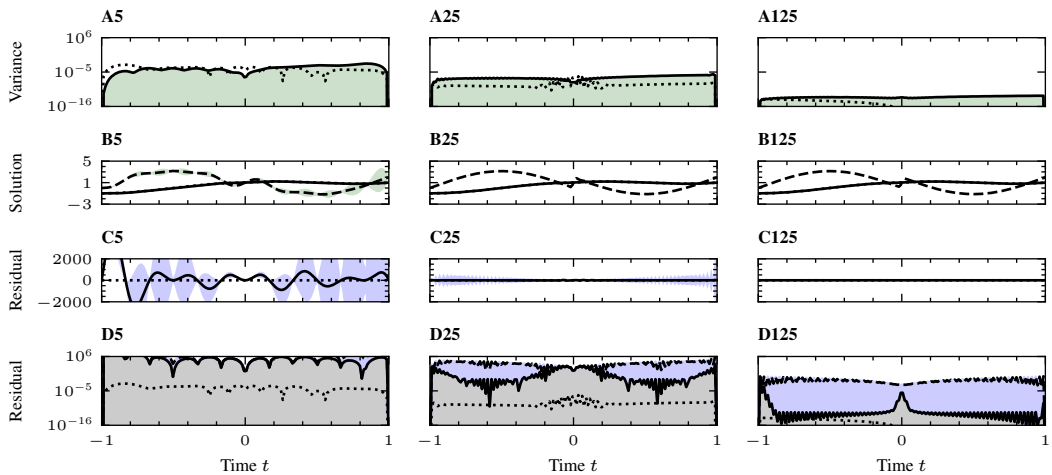 A5 A25 A125
Variance
10^6
10^-5
10^-16
B5 B25 B125
Solution
5
1
−3
C5 C25 C125
Residual
2000
0
−2000
D5 D25 D125
Residual
10^6
10^-5
10^-16
−1 0 1 −1 0 1 −1 0 1
Time t Time t Time t